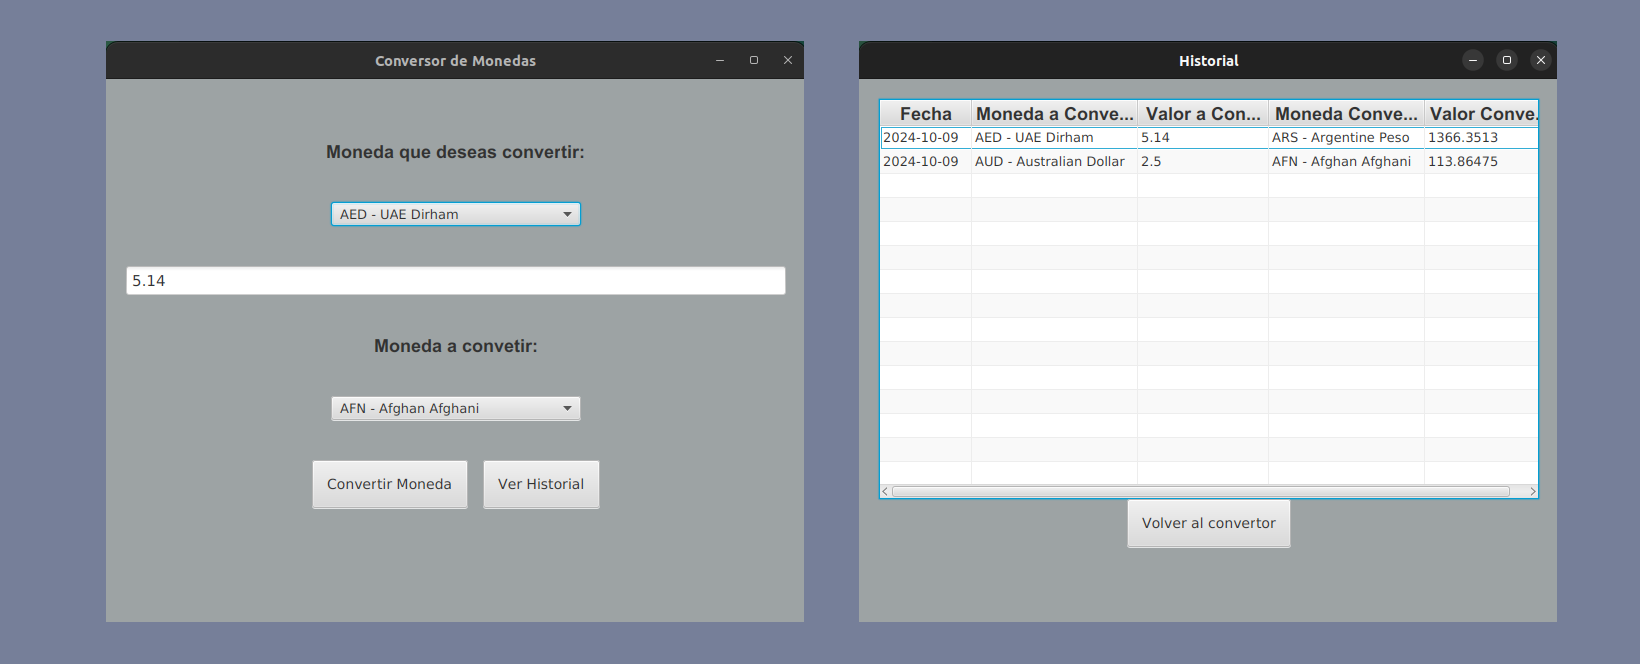 Conversor de Monedas
Moneda que deseas convertir:
AED - UAE Dirham
5.14
Moneda a convetir:
AFN - Afghan Afghani
Convertir Moneda Ver Historial
Historial
Fecha Moneda a Conve... Valor a Con... Moneda Conve... Valor Conve.
2024-10-09 AED - UAE Dirham 5.14 ARS - Argentine Peso 1366.3513
2024-10-09 AUD - Australian Dollar 2.5 AFN - Afghan Afghani 113.86475
Volver al convertor